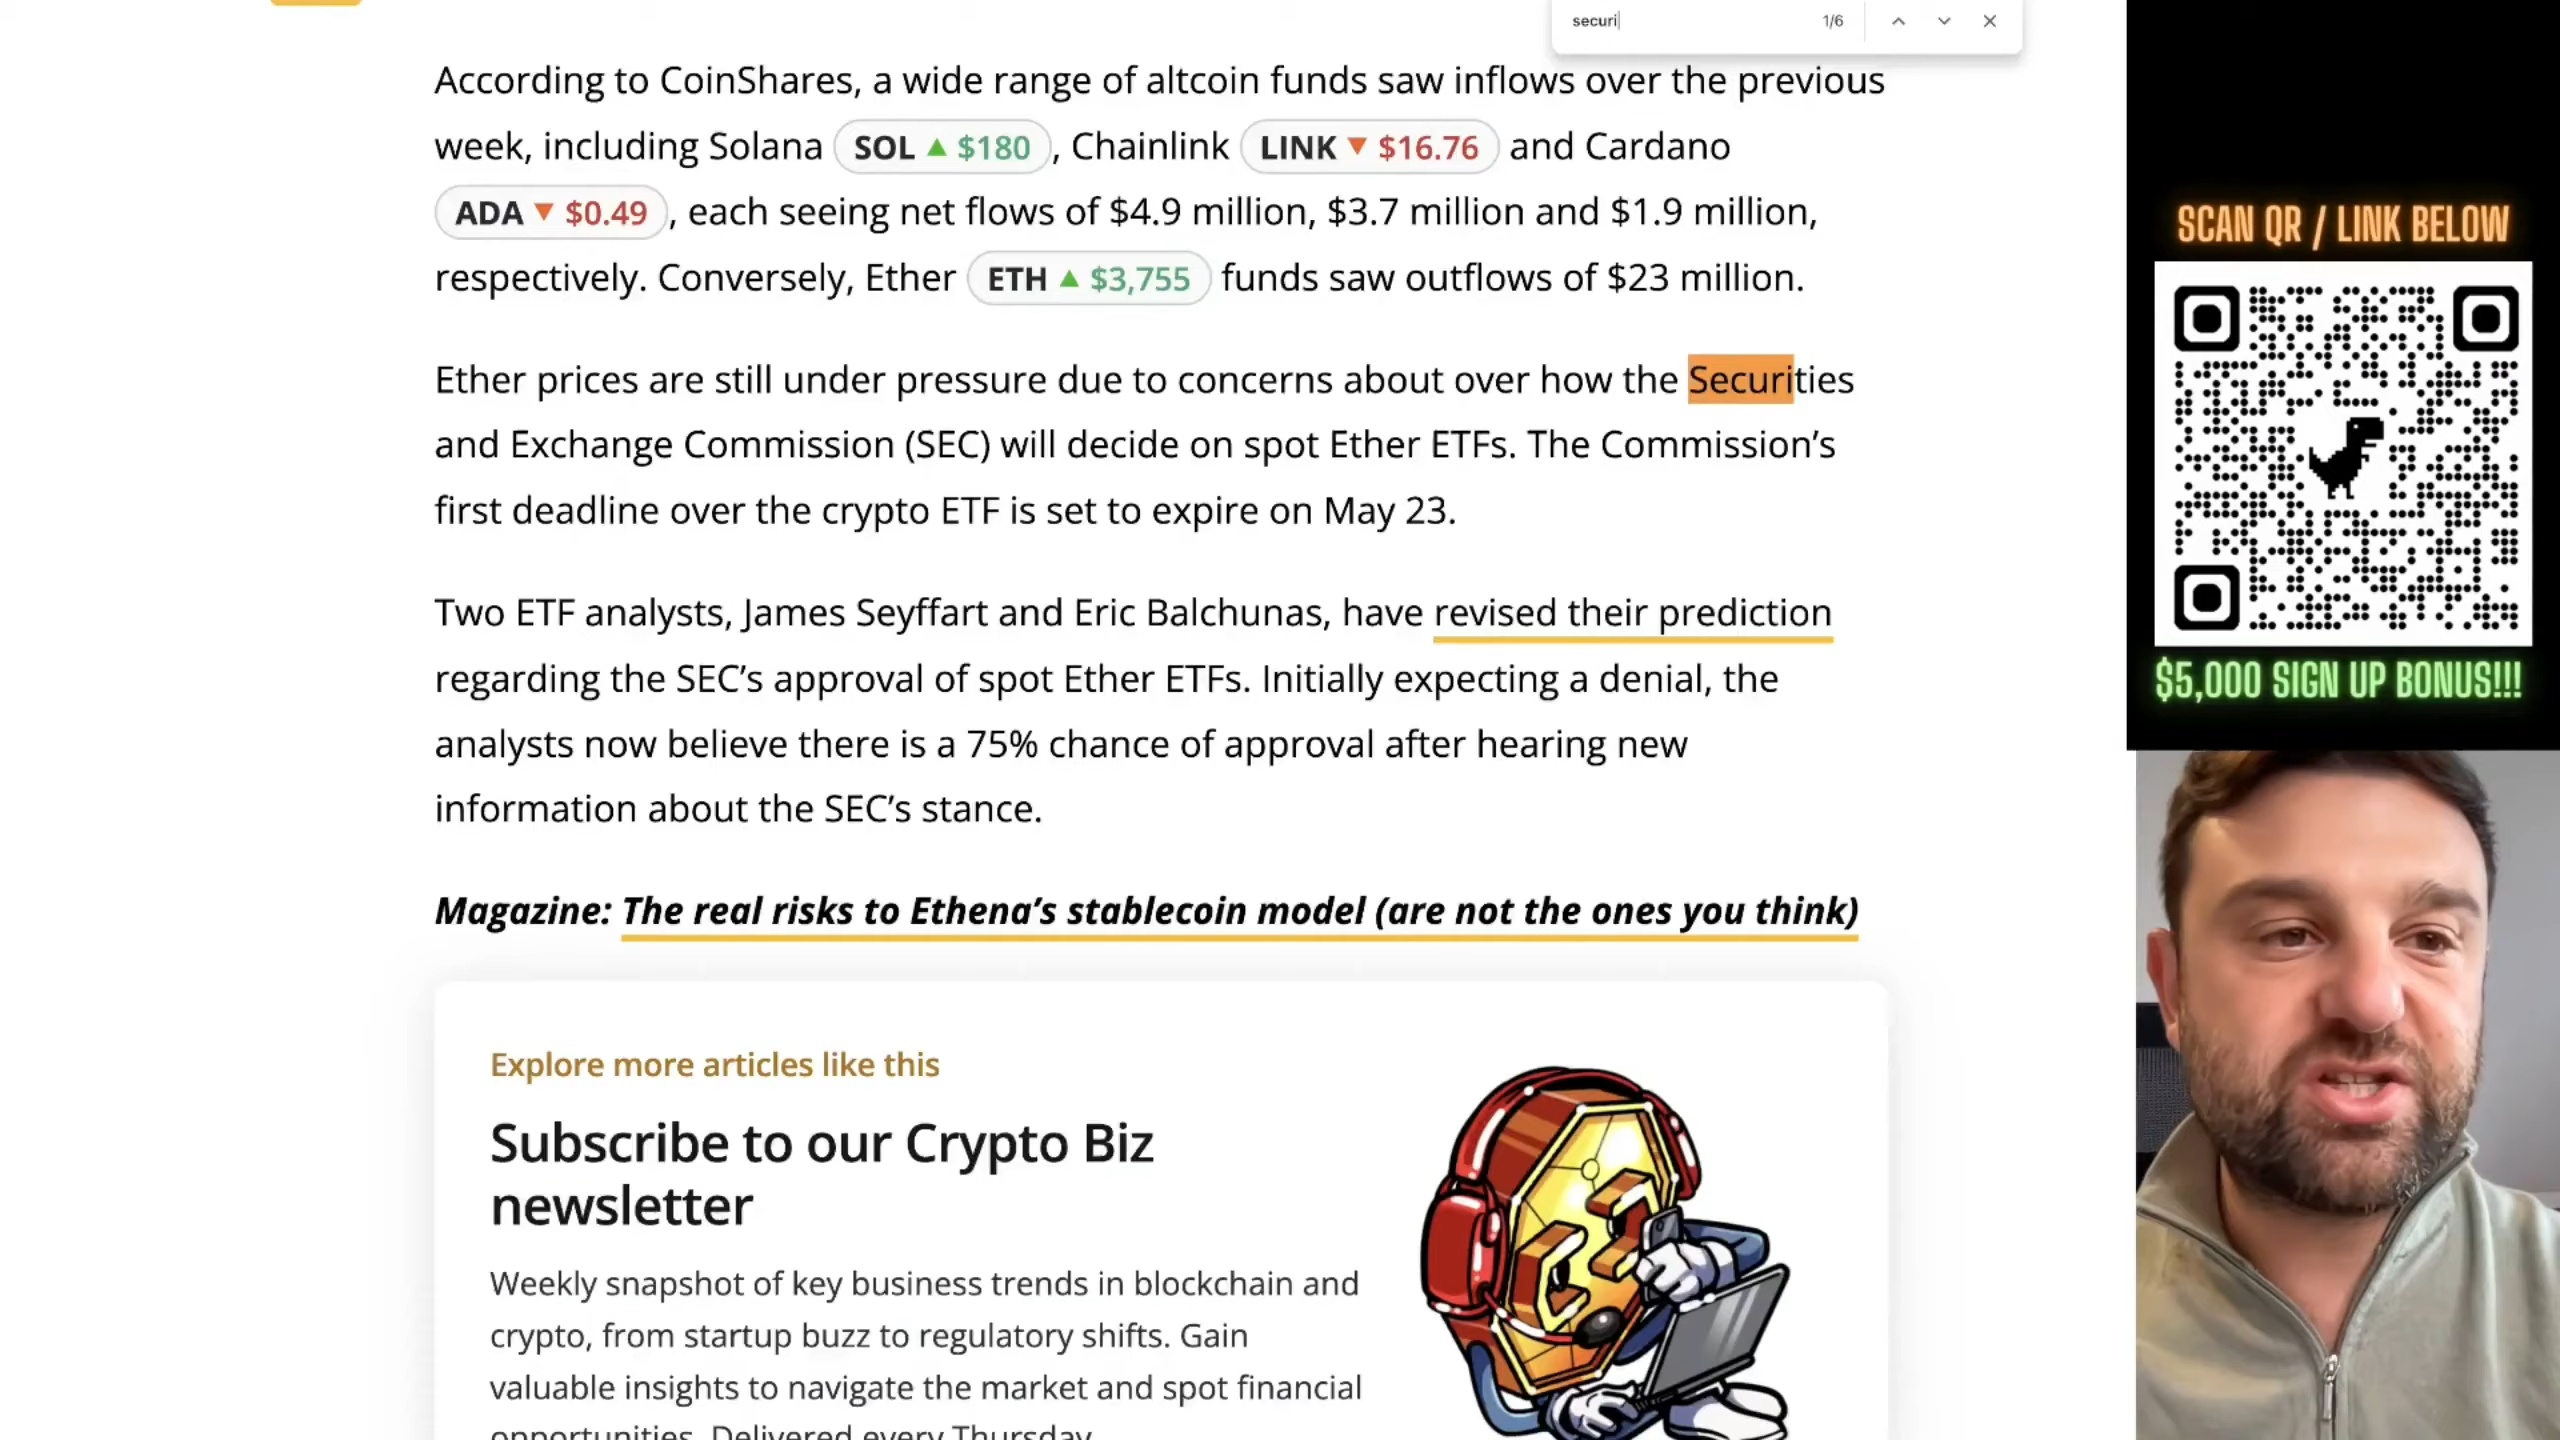 securi 1/6
According to CoinShares, a wide range of altcoin funds saw inflows over the previous
week, including Solana SOL ▲ $180 , Chainlink LINK ▼ $16.76 and Cardano
ADA ▼ $0.49 , each seeing net flows of $4.9 million, $3.7 million and $1.9 million,
respectively. Conversely, Ether ETH ▲ $3,755 funds saw outflows of $23 million.
Ether prices are still under pressure due to concerns about over how the Securities
and Exchange Commission (SEC) will decide on spot Ether ETFs. The Commission’s
first deadline over the crypto ETF is set to expire on May 23.
Two ETF analysts, James Seyffart and Eric Balchunas, have revised their prediction
regarding the SEC’s approval of spot Ether ETFs. Initially expecting a denial, the
analysts now believe there is a 75% chance of approval after hearing new
information about the SEC’s stance.
Magazine: The real risks to Ethena’s stablecoin model (are not the ones you think)
Explore more articles like this
Subscribe to our Crypto Biz
newsletter
Weekly snapshot of key business trends in blockchain and
crypto, from startup buzz to regulatory shifts. Gain
valuable insights to navigate the market and spot financial
opportunities. Delivered every Thursday
SCAN QR / LINK BELOW
$5,000 SIGN UP BONUS!!!